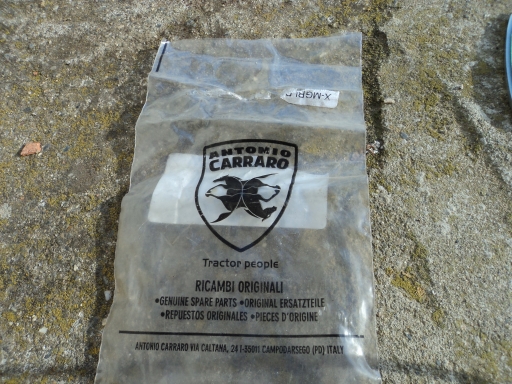 X-MGRLP
ANTONIO
CARRARO
Tractor people
RICAMBI ORIGINALI
•GENUINE SPARE PARTS •ORIGINAL ERSATZTEILE
•REPUESTOS ORIGINALES •PIECES D'ORIGINE
ANTONIO CARRARO VIA CALTANA, 24 I-35011 CAMPODARSEGO (PD) ITALY